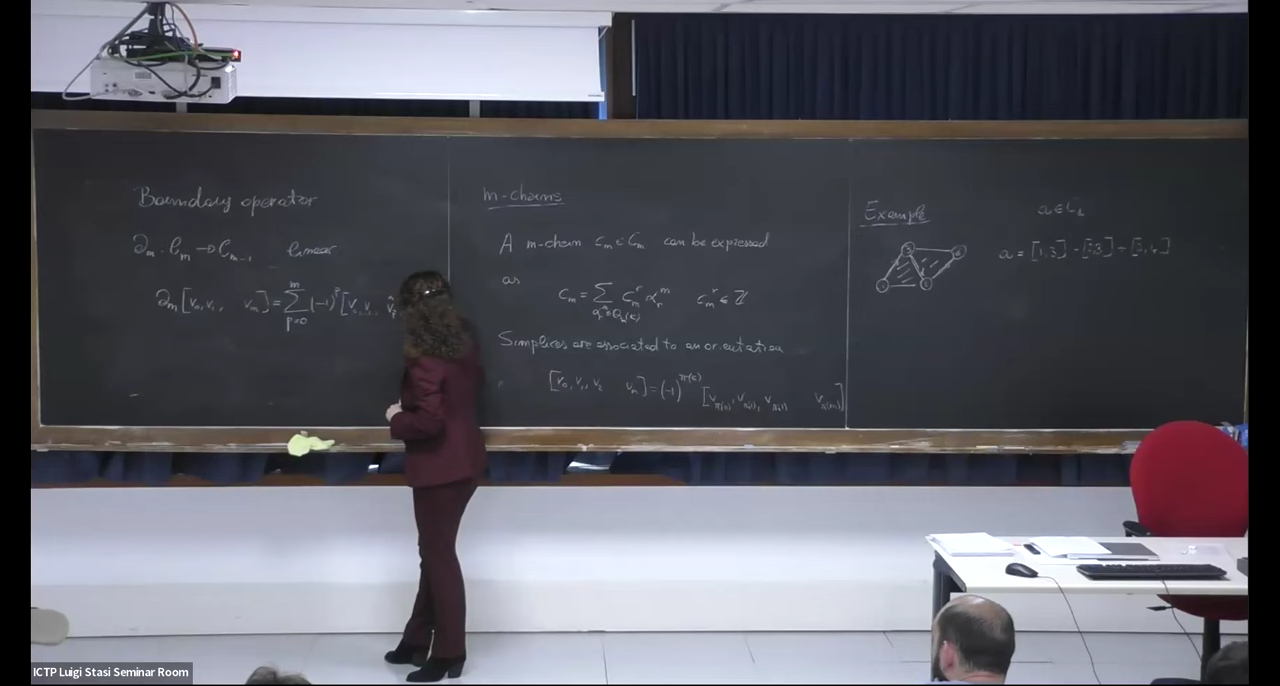 Boundary operator
∂m: Cm → Cm-1 linear
∂m [v0, v1, vm] = Σ p=0 m (-1)^p [v0, v1, v̂p
m-chains
A m-chain cm ∈ Cm can be expressed
as
cm = Σ cm^r αr^m cm^r ∈ ℤ
Simplices are associated to an orientation
[v0, v1, v2 vn] = (-1)^π(σ) [vπ(0), vπ(1), vπ(2) vπ(m)]
Example
a ∈ C1
a = [1,3] - [2,3] + [3,4]
ICTP Luigi Stasi Seminar Room